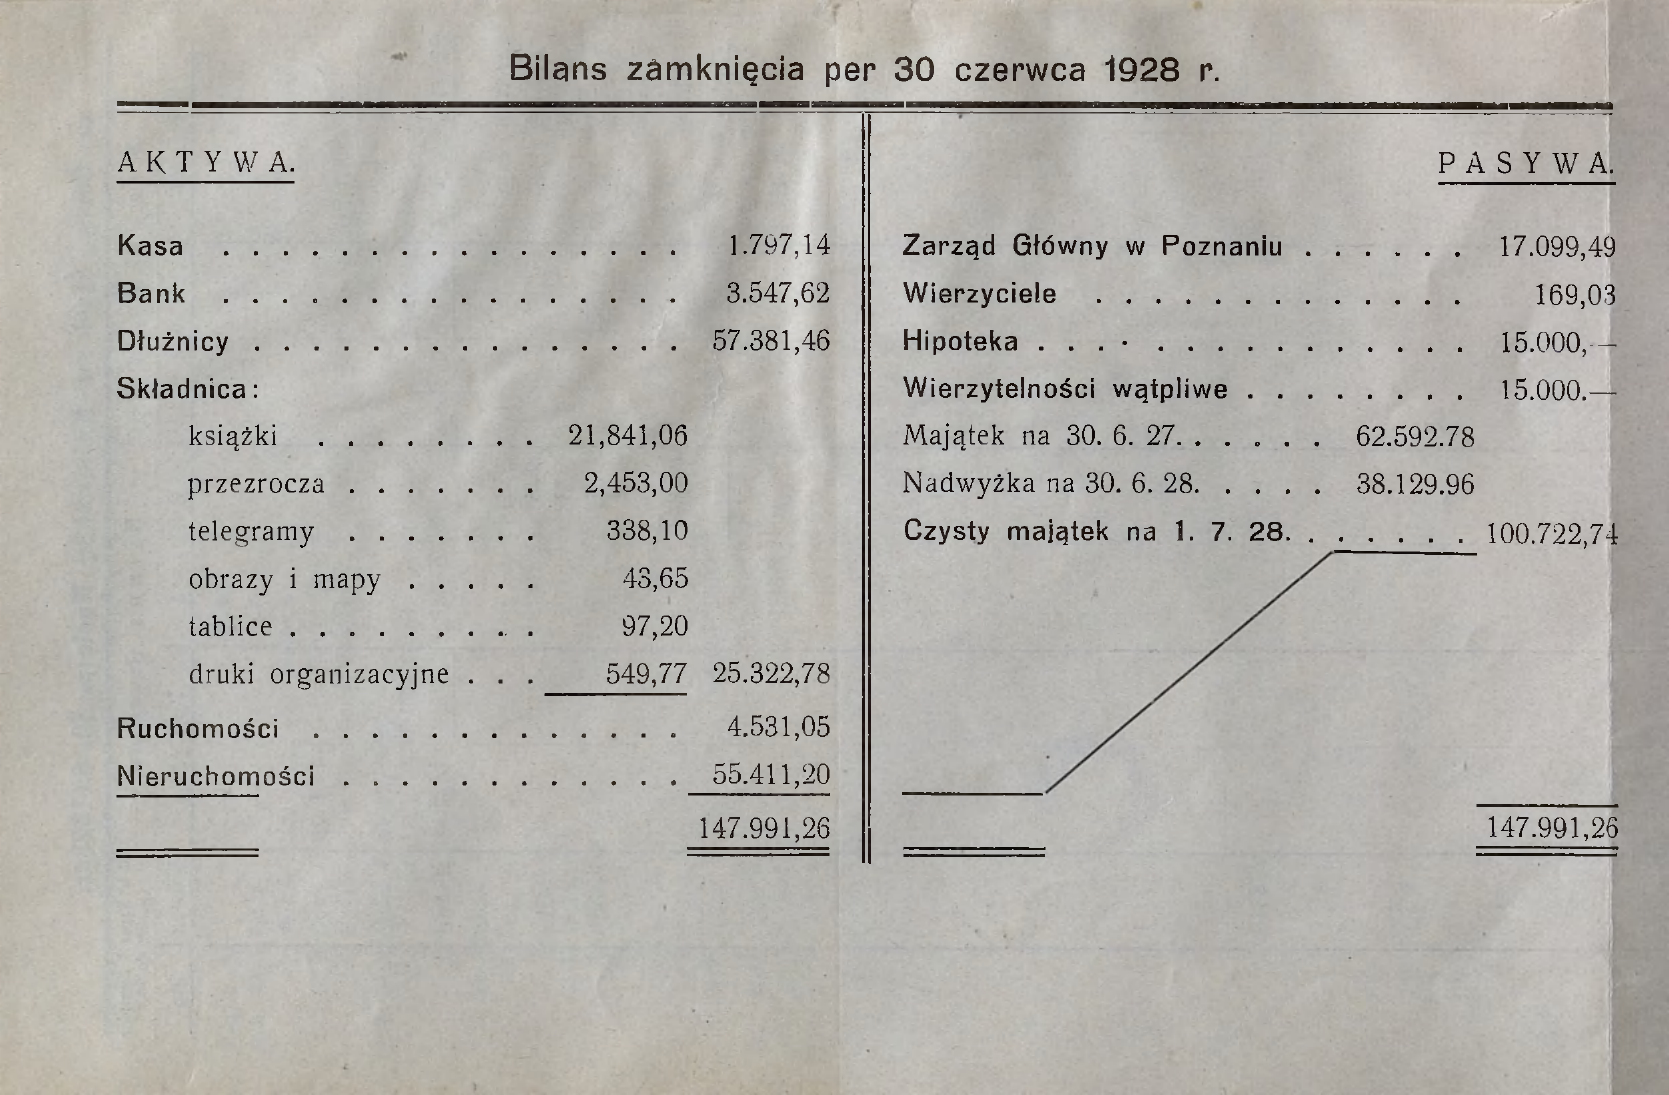 Bilans zamknięcia per 30 czerwca 1928 r.
AKTYWA.
Kasa . . . . . . . . . . . . . . . . 1.797,14
Bank . . . . . . . . . . . . . . . . 3.547,62
Dłużnicy . . . . . . . . . . . . . . . 57.381,46
Składnica:
książki . . . . . . . . 21,841,06
przezrocza . . . . . . . 2,453,00
telegramy . . . . . . . 338,10
obrazy i mapy . . . . . 43,65
tablice . . . . . . . . . 97,20
druki organizacyjne . . . 549,77 25.322,78
Ruchomości . . . . . . . . . . . . . 4.531,05
Nieruchomości . . . . . . . . . . . . 55.411,20
147.991,26
PASYWA.
Zarząd Główny w Poznaniu . . . . . . 17.099,49
Wierzyciele . . . . . . . . . . . . . 169,03
Hipoteka . . . . . . . . . . . . . . . 15.000,—
Wierzytelności wątpliwe . . . . . . . . 15.000.—
Majątek na 30. 6. 27. . . . . . 62.592.78
Nadwyżka na 30. 6. 28. . . . . 38.129.96
Czysty majątek na 1. 7. 28. . . . . . . 100.722,74
147.991,26